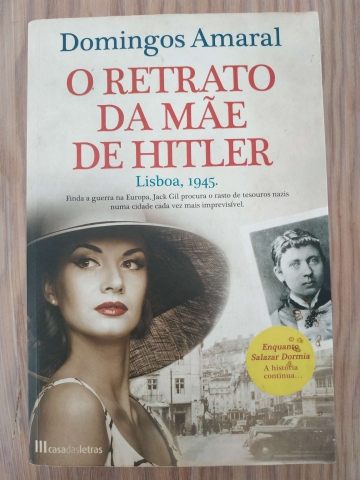 Domingos Amaral
O RETRATO
DA MÃE
DE HITLER
Lisboa, 1945.
Finda a guerra na Europa, Jack Gil procura o rasto de tesouros nazis
numa cidade cada vez mais imprevisível.
Enquanto
Salazar Dormia
A história
continua...
casadasletras